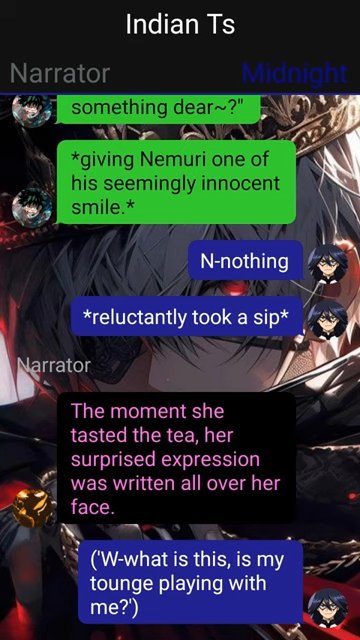 Indian Ts
Narrator
Midnight
something dear~?"
*giving Nemuri one of
his seemingly innocent
smile.*
N-nothing
*reluctantly took a sip*
Narrator
The moment she
tasted the tea, her
surprised expression
was written all over her
face.
('W-what is this, is my
tounge playing with
me?')